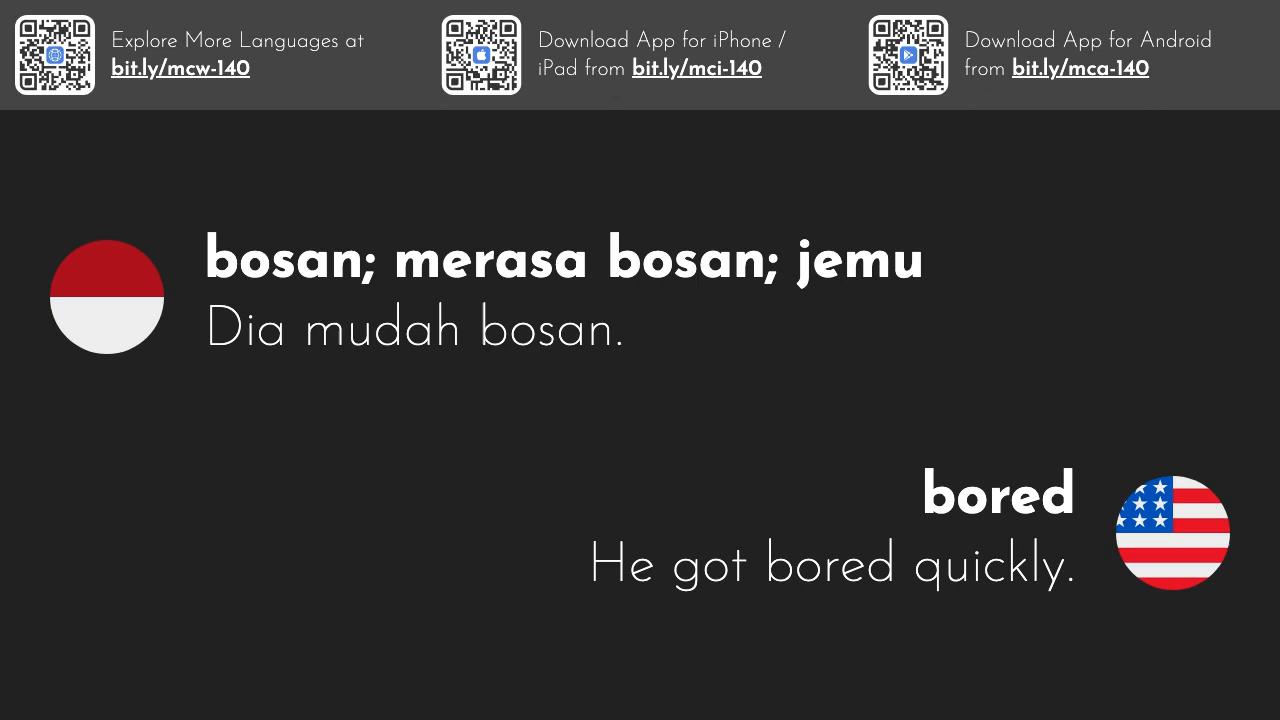 Explore More Languages at
bit.ly/mcw-140
Download App for iPhone /
iPad from bit.ly/mci-140
Download App for Android
from bit.ly/mca-140
bosan; merasa bosan; jemu
Dia mudah bosan.
bored
He got bored quickly.